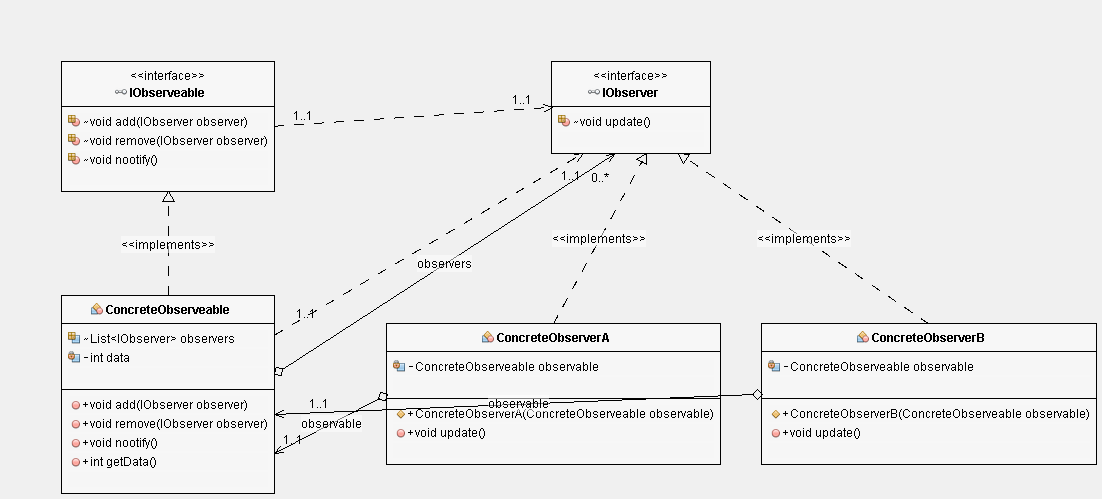 <<interface>>
IObserveable
~void add(IObserver observer)
~void remove(IObserver observer)
~void nootify()
1..1
1..1
<<interface>>
IObserver
~void update()
1..1
0..*
<<implements>>
<<implements>>
<<implements>>
observers
1..1
ConcreteObserveable
~List<IObserver> observers
-int data
+void add(IObserver observer)
+void remove(IObserver observer)
+void nootify()
+int getData()
ConcreteObserverA
-ConcreteObserveable observable
+ConcreteObserverA(ConcreteObserveable observable)
+void update()
ConcreteObserverB
-ConcreteObserveable observable
+ConcreteObserverB(ConcreteObserveable observable)
+void update()
1..1
observable
observable
1..1